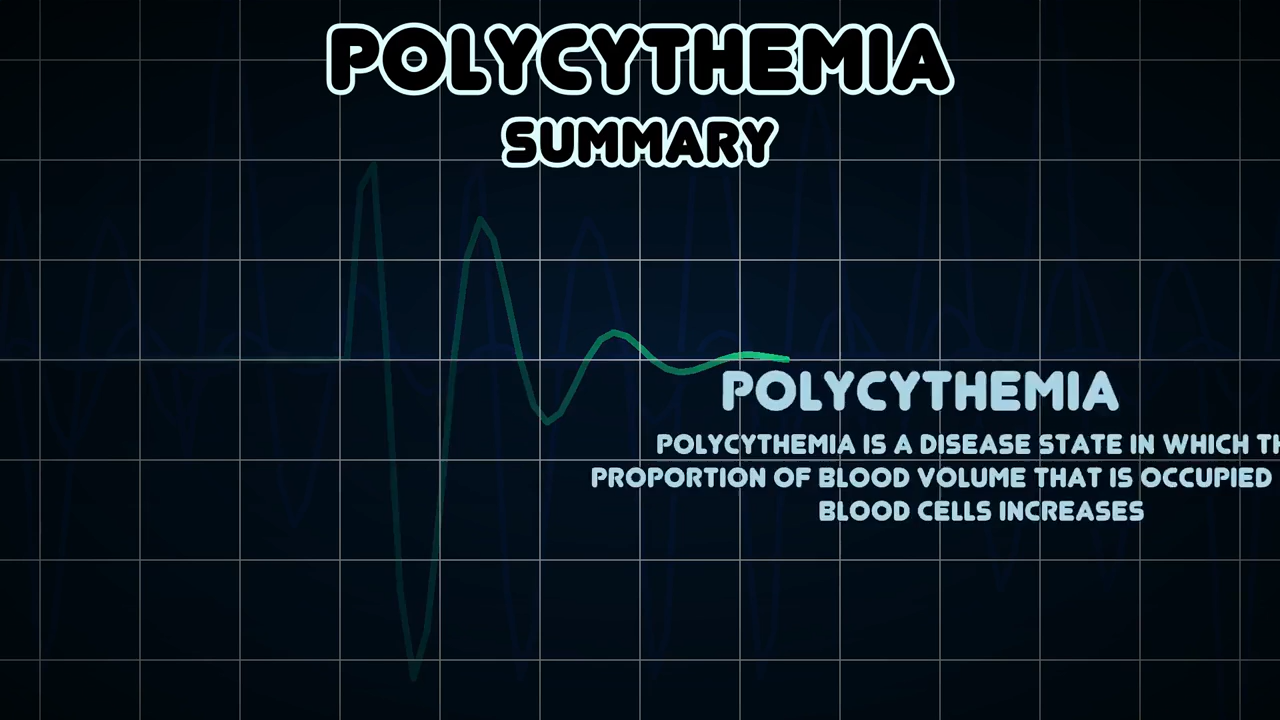 POLYCYTHEMIA
SUMMARY
POLYCYTHEMIA
POLYCYTHEMIA IS A DISEASE STATE IN WHICH TH
PROPORTION OF BLOOD VOLUME THAT IS OCCUPIED
BLOOD CELLS INCREASES